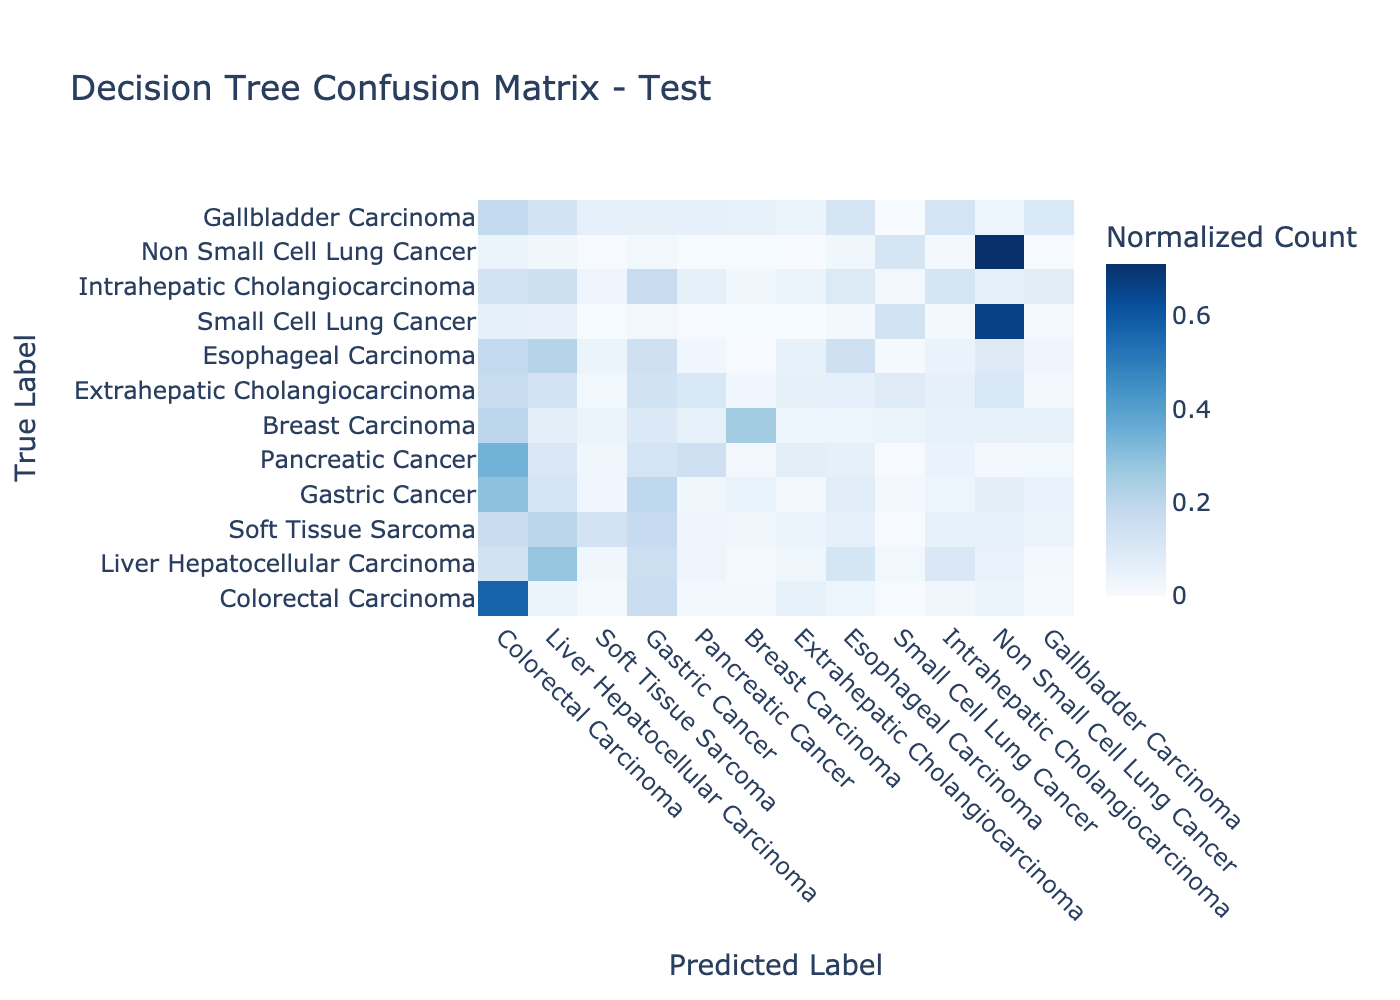 Decision Tree Confusion Matrix - Test
True Label
Gallbladder Carcinoma
Non Small Cell Lung Cancer
Intrahepatic Cholangiocarcinoma
Small Cell Lung Cancer
Esophageal Carcinoma
Extrahepatic Cholangiocarcinoma
Breast Carcinoma
Pancreatic Cancer
Gastric Cancer
Soft Tissue Sarcoma
Liver Hepatocellular Carcinoma
Colorectal Carcinoma
Colorectal Carcinoma
Liver Hepatocellular Carcinoma
Soft Tissue Sarcoma
Gastric Cancer
Pancreatic Cancer
Breast Carcinoma
Extrahepatic Cholangiocarcinoma
Esophageal Carcinoma
Small Cell Lung Cancer
Intrahepatic Cholangiocarcinoma
Non Small Cell Lung Cancer
Gallbladder Carcinoma
Predicted Label
Normalized Count
0.6
0.4
0.2
0